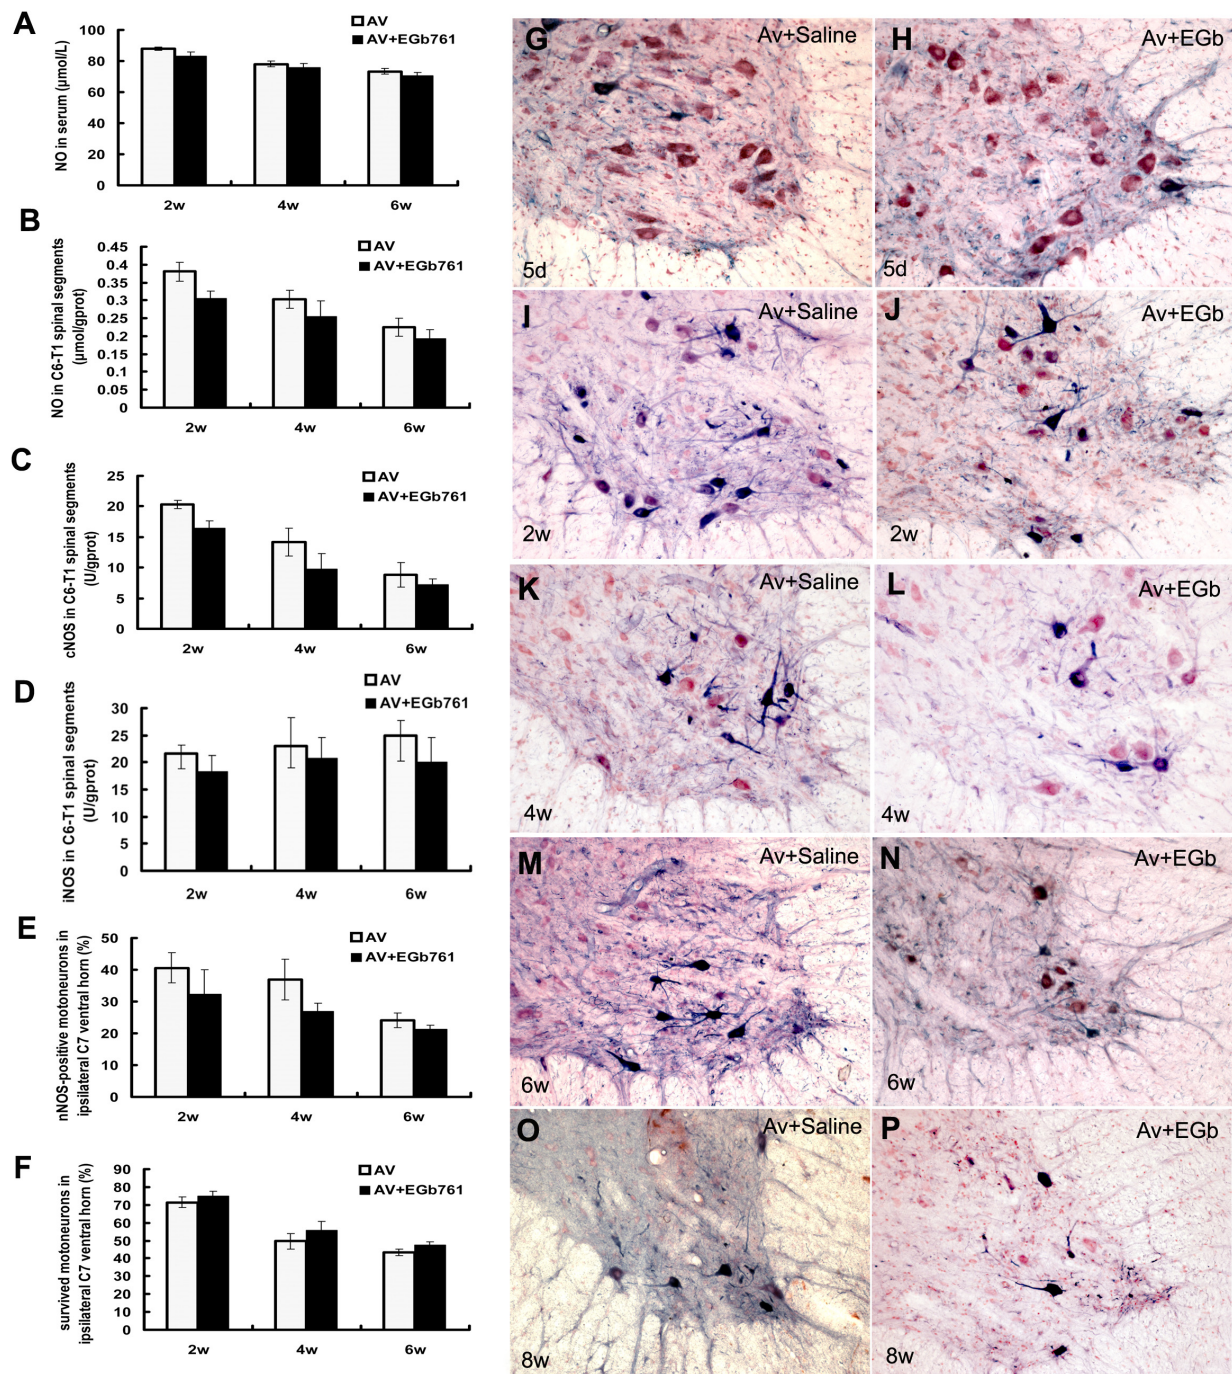 A
AV
AV+EGb761
NO in serum (μmol/L)
100
80
60
40
20
0
2w
4w
6w
B
AV
AV+EGb761
NO in C6-T1 spinal segments
(μmol/gprot)
0.45
0.4
0.35
0.3
0.25
0.2
0.15
0.1
0.05
0
2w
4w
6w
C
AV
AV+EGb761
cNOS in C6-T1 spinal segments
(U/gprot)
25
20
15
10
5
0
2w
4w
6w
D
AV
AV+EGb761
iNOS in C6-T1 spinal segments
(U/gprot)
30
25
20
15
10
5
0
2w
4w
6w
E
AV
AV+EGb761
nNOS-positive motoneurons in
ipsilateral C7 ventral horn (%)
50
40
30
20
10
0
2w
4w
6w
F
AV
AV+EGb761
survived motoneurons in
ipsilateral C7 ventral horn (%)
90
80
70
60
50
40
30
20
10
0
2w
4w
6w
G
Av+Saline
5d
H
Av+EGb
5d
I
Av+Saline
2w
J
Av+EGb
2w
K
Av+Saline
4w
L
Av+EGb
4w
M
Av+Saline
6w
N
Av+EGb
6w
O
Av+Saline
8w
P
Av+EGb
8w